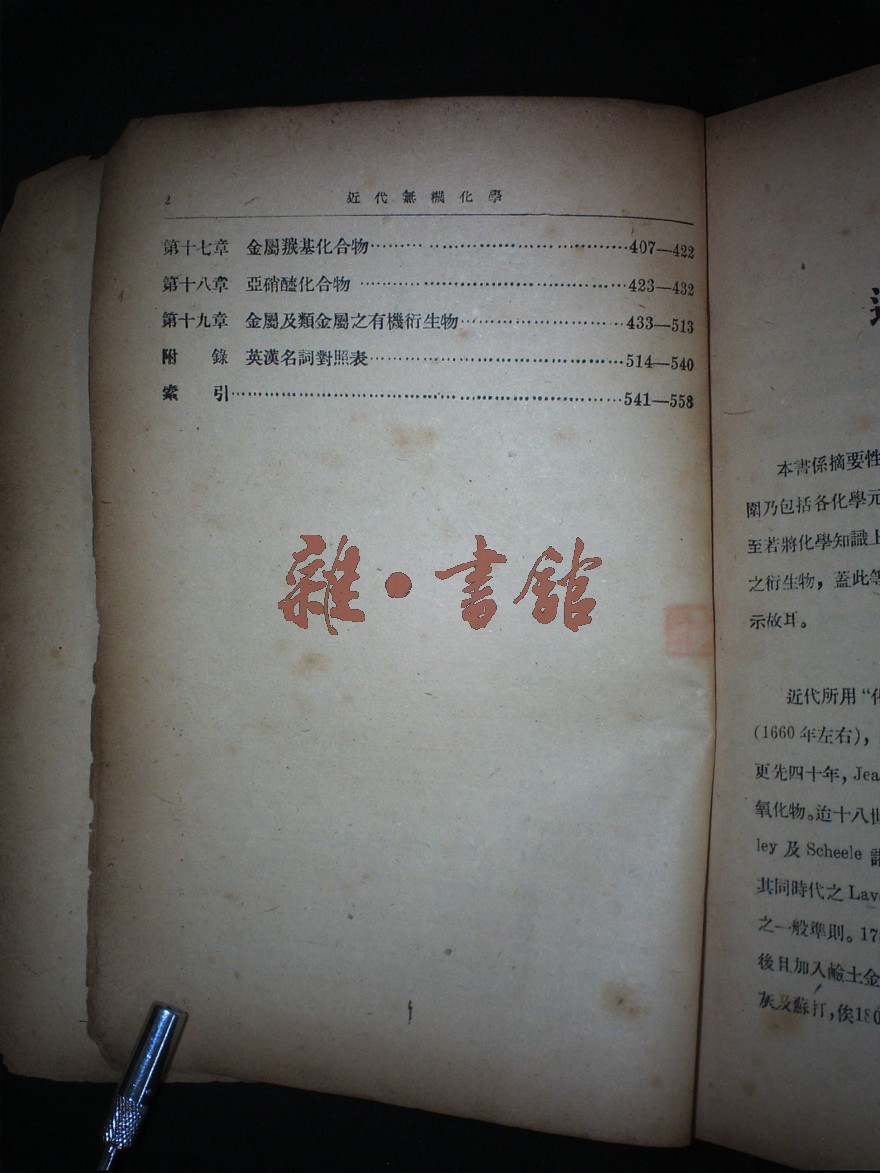 2 近代無機化學
第十七章 金屬羰基化合物……… ………………………407—422
第十八章 亞硝醯化合物 ………………………………423—432
第十九章 金屬及類金屬之有機衍生物……………………433—513
附 錄 英漢名詞對照表………………………………514—540
索 引………………………………………………541—558
雜·書館
本書係摘要性
圍乃包括各化學元
至若將化學知識上
之衍生物，蓋此等
示故耳。
近代所用“化
(1660年左右)，
更先四十年，Jea
氧化物。迨十八世
ley 及 Scheele 諸
其同時代之 Lav
之一般準則。17
後且加入鹼土金
灰及蘇打，俟180